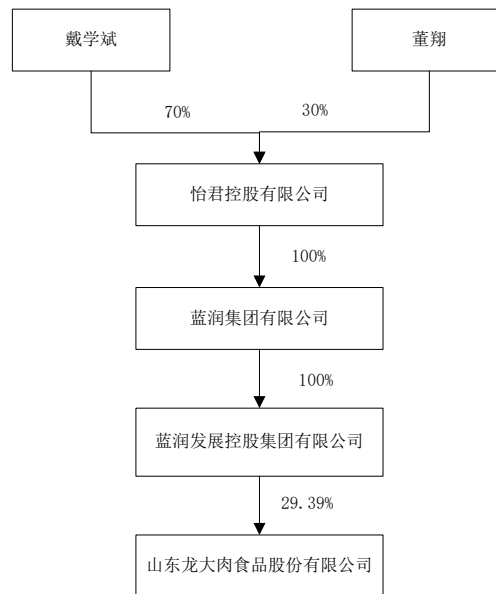 戴学斌
董翔
70%
30%
怡君控股有限公司
100%
蓝润集团有限公司
100%
蓝润发展控股集团有限公司
29.39%
山东龙大肉食品股份有限公司